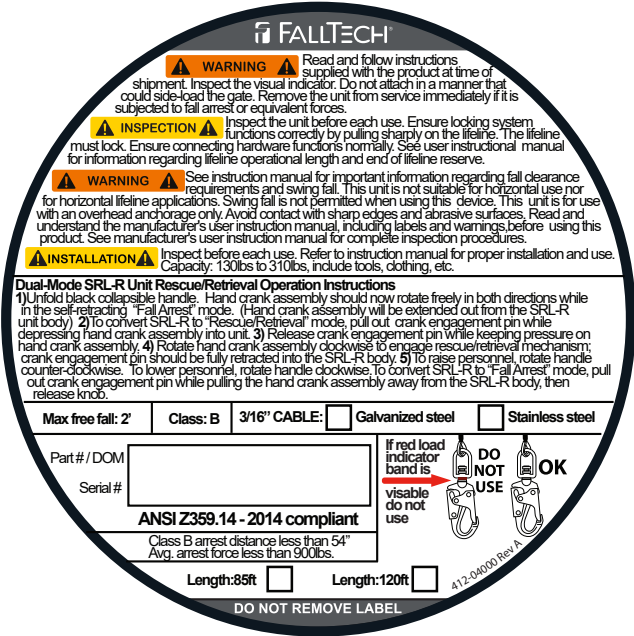 FALLTECH®
WARNING Read and follow instructions
supplied with the product at time of
shipment. Inspect the visual indicator. Do not attach in a manner that
could side-load the gate. Remove the unit from service immediately if it is
subjected to fall arrest or equivalent forces.
INSPECTION Inspect the unit before each use. Ensure locking system
functions correctly by pulling sharply on the lifeline. The lifeline
must lock. Ensure connecting hardware functions normally. See user instructional manual
for information regarding lifeline operational length and end of lifeline reserve.
WARNING See instruction manual for important information regarding fall clearance
requirements and swing fall. This unit is not suitable for horizontal use nor
for horizontal lifeline applications. Swing fall is not permitted when using this device. This unit is for use
with an overhead anchorage only. Avoid contact with sharp edges and abrasive surfaces. Read and
understand the manufacturer's user instruction manual, including labels and warnings,before using this
product. See manufacturer's user instruction manual for complete inspection procedures.
INSTALLATION Inspect before each use. Refer to instruction manual for proper installation and use.
Capacity: 130lbs to 310lbs, include tools, clothing, etc.
Dual-Mode SRL-R Unit Rescue/Retrieval Operation Instructions
1)Unfold black collapsible handle. Hand crank assembly should now rotate freely in both directions while
in the self-retracting "Fall Arrest" mode. (Hand crank assembly will be extended out from the SRL-R
unit body) 2)To convert SRL-R to "Rescue/Retrieval" mode, pull out crank engagement pin while
depressing hand crank assembly into unit. 3) Release crank engagement pin while keeping pressure on
hand crank assembly. 4) Rotate hand crank assembly clockwise to engage rescue/retrieval mechanism;
crank engagement pin should be fully retracted into the SRL-R body. 5)To raise personnel, rotate handle
counter-clockwise. To lower personnel, rotate handle clockwise.To convert SRL-R to "Fall Arrest" mode, pull
out crank engagement pin while pulling the hand crank assembly away from the SRL-R body, then
release knob.
Max free fall: 2' Class: B 3/16" CABLE: Galvanized steel Stainless steel
Part # / DOM
Serial #
ANSI Z359.14 - 2014 compliant
Class B arrest distance less than 54"
Avg. arrest force less than 900lbs.
If red load
indicator
band is
visable
do not
use
DO
NOT
USE
OK
Length:85ft Length:120ft
412-04000 Rev A
DO NOT REMOVE LABEL